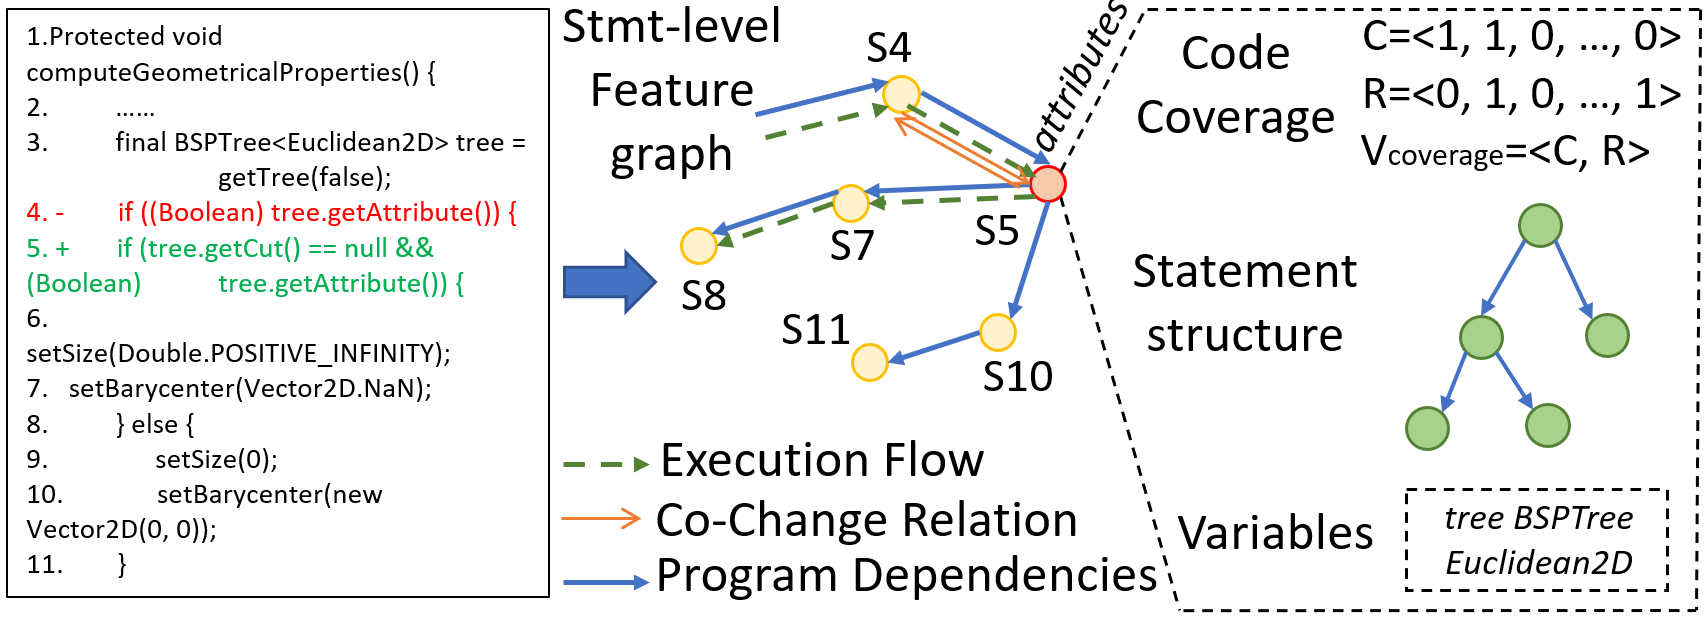 1.Protected void
computeGeometricalProperties() {
2. ......
3. final BSPTree<Euclidean2D> tree =
getTree(false);
4. - if ((Boolean) tree.getAttribute()) {
5. + if (tree.getCut() == null &&
(Boolean) tree.getAttribute()) {
6.
setSize(Double.POSITIVE_INFINITY);
7. setBarycenter(Vector2D.NaN);
8. } else {
9. setSize(0);
10. setBarycenter(new
Vector2D(0, 0));
11. }
Stmt-level
Feature
graph
S4
S5
S7
S8
S10
S11
Execution Flow
Co-Change Relation
Program Dependencies
attributes
Code
Coverage
C=<1, 1, 0, ..., 0>
R=<0, 1, 0, ..., 1>
Vcoverage=<C, R>
Statement
structure
Variables
tree BSPTree
Euclidean2D